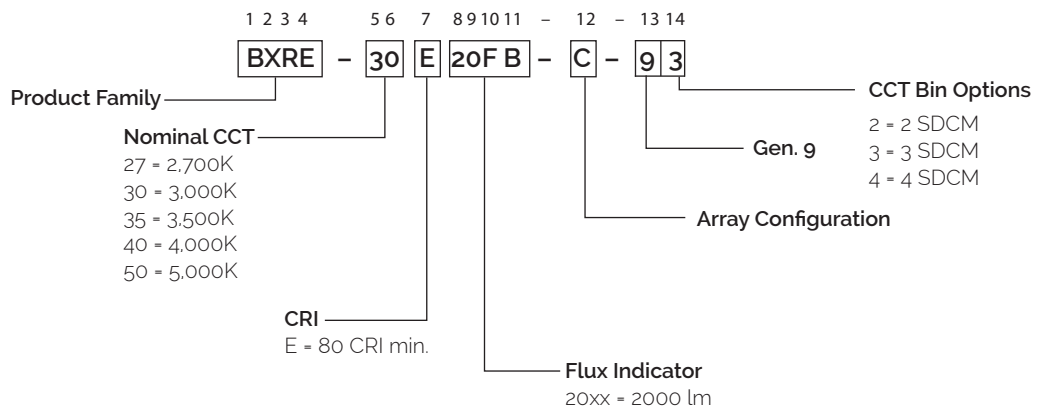 1 2 3 4 5 6 7 8 9 10 11 – 12 – 13 14
BXRE – 30 E 20F B – C – 9 3
Product Family
Nominal CCT
27 = 2,700K
30 = 3,000K
35 = 3,500K
40 = 4,000K
50 = 5,000K
CRI
E = 80 CRI min.
Flux Indicator
20xx = 2000 lm
Array Configuration
Gen. 9
CCT Bin Options
2 = 2 SDCM
3 = 3 SDCM
4 = 4 SDCM